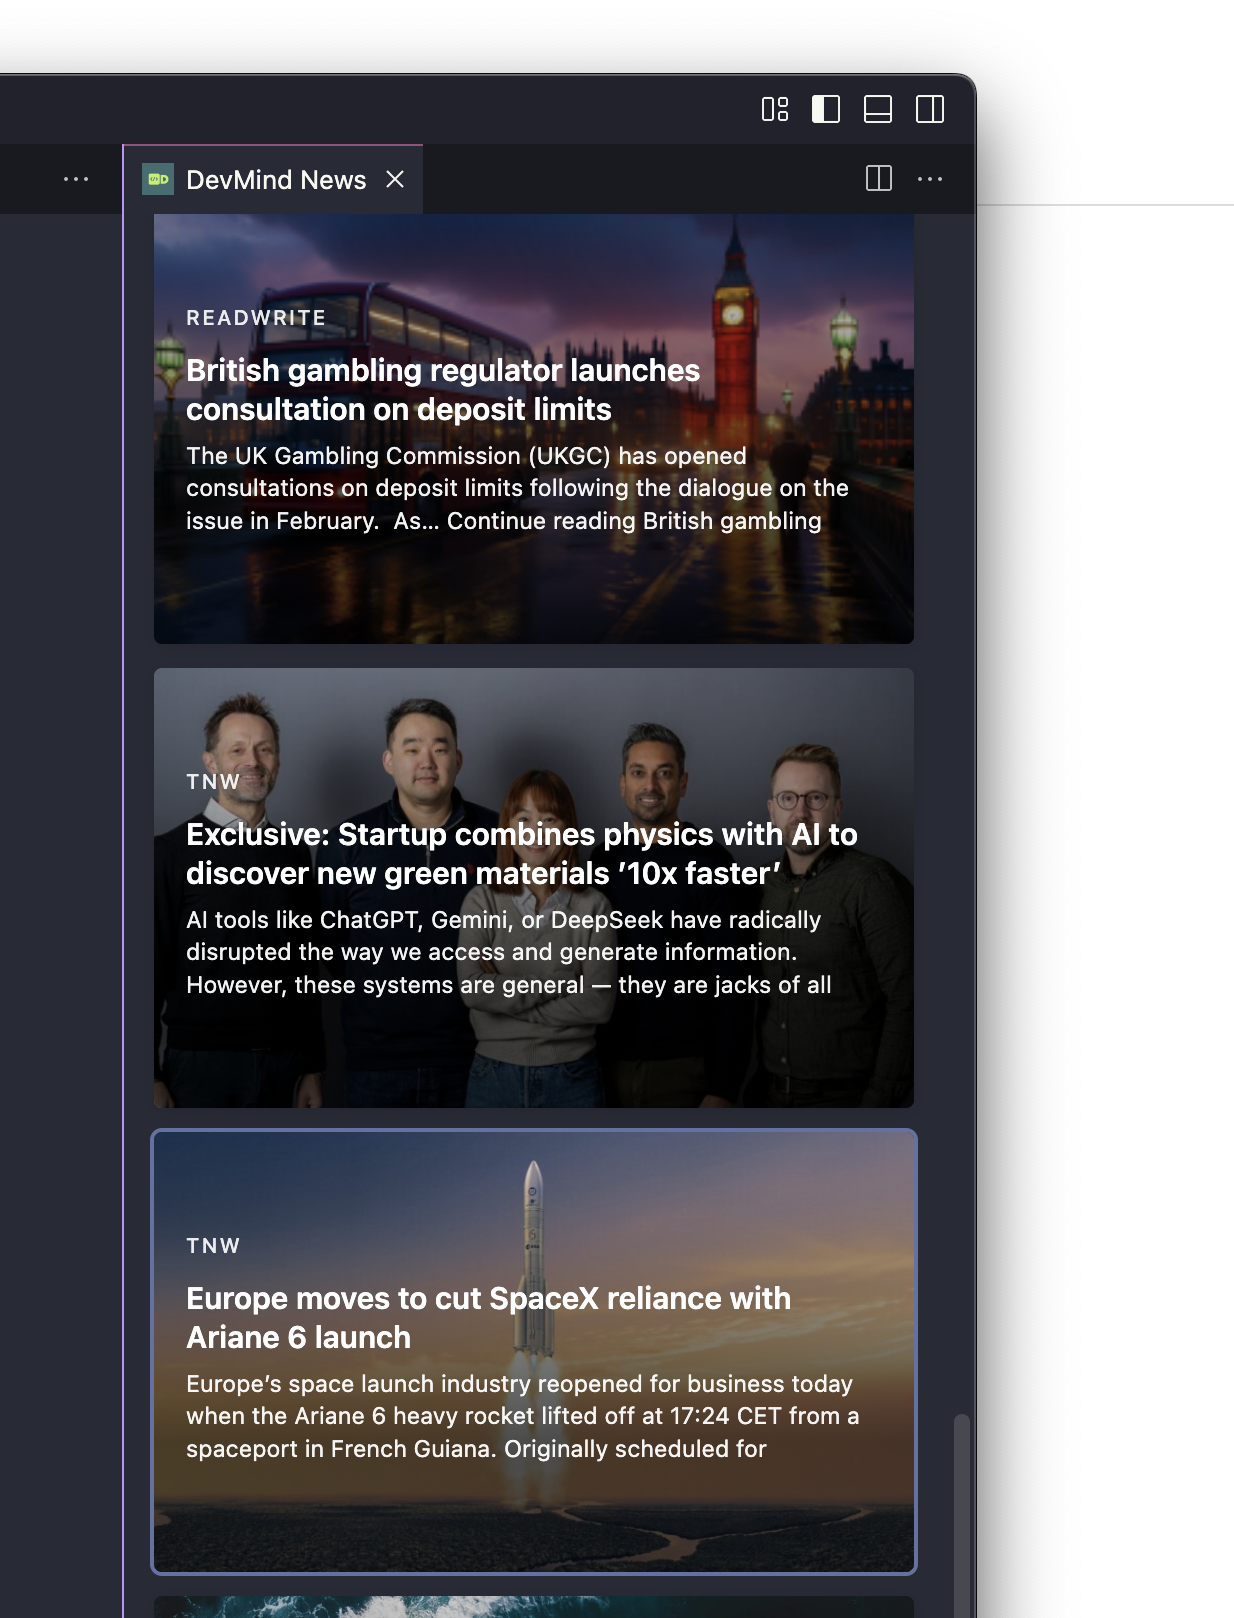 DevMind News
READWRITE
British gambling regulator launches
consultation on deposit limits
The UK Gambling Commission (UKGC) has opened
consultations on deposit limits following the dialogue on the
issue in February.  As... Continue reading British gambling
TNW
Exclusive: Startup combines physics with AI to
discover new green materials ’10x faster’
AI tools like ChatGPT, Gemini, or DeepSeek have radically
disrupted the way we access and generate information.
However, these systems are general — they are jacks of all
TNW
Europe moves to cut SpaceX reliance with
Ariane 6 launch
Europe’s space launch industry reopened for business today
when the Ariane 6 heavy rocket lifted off at 17:24 CET from a
spaceport in French Guiana. Originally scheduled for